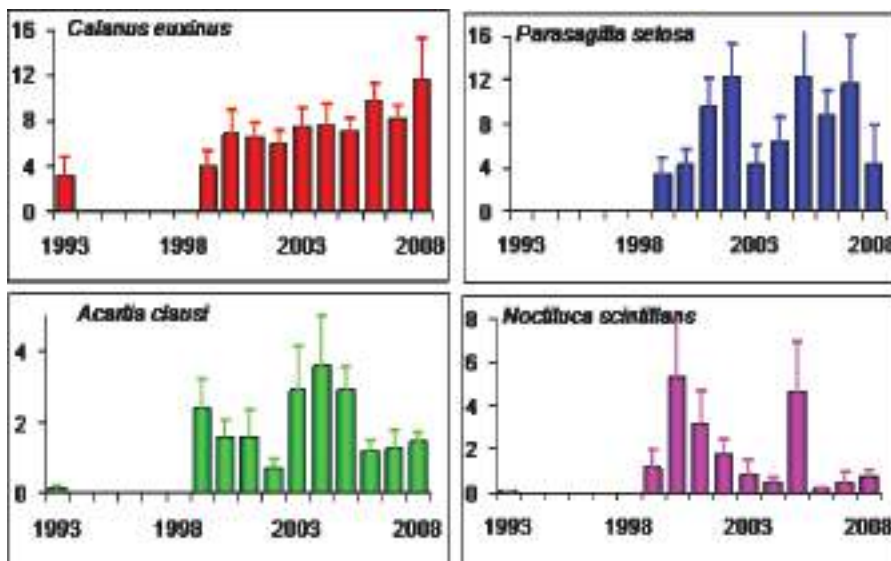 Calanus euxinus
16
12
8
4
0
1993 1998 2003 2008
Parasagitta setosa
16
12
8
4
0
1993 1998 2003 2008
Acartia clausi
4
2
0
1993 1998 2003 2008
Noctiluca scintillans
8
6
4
2
0
1993 1998 2003 2008